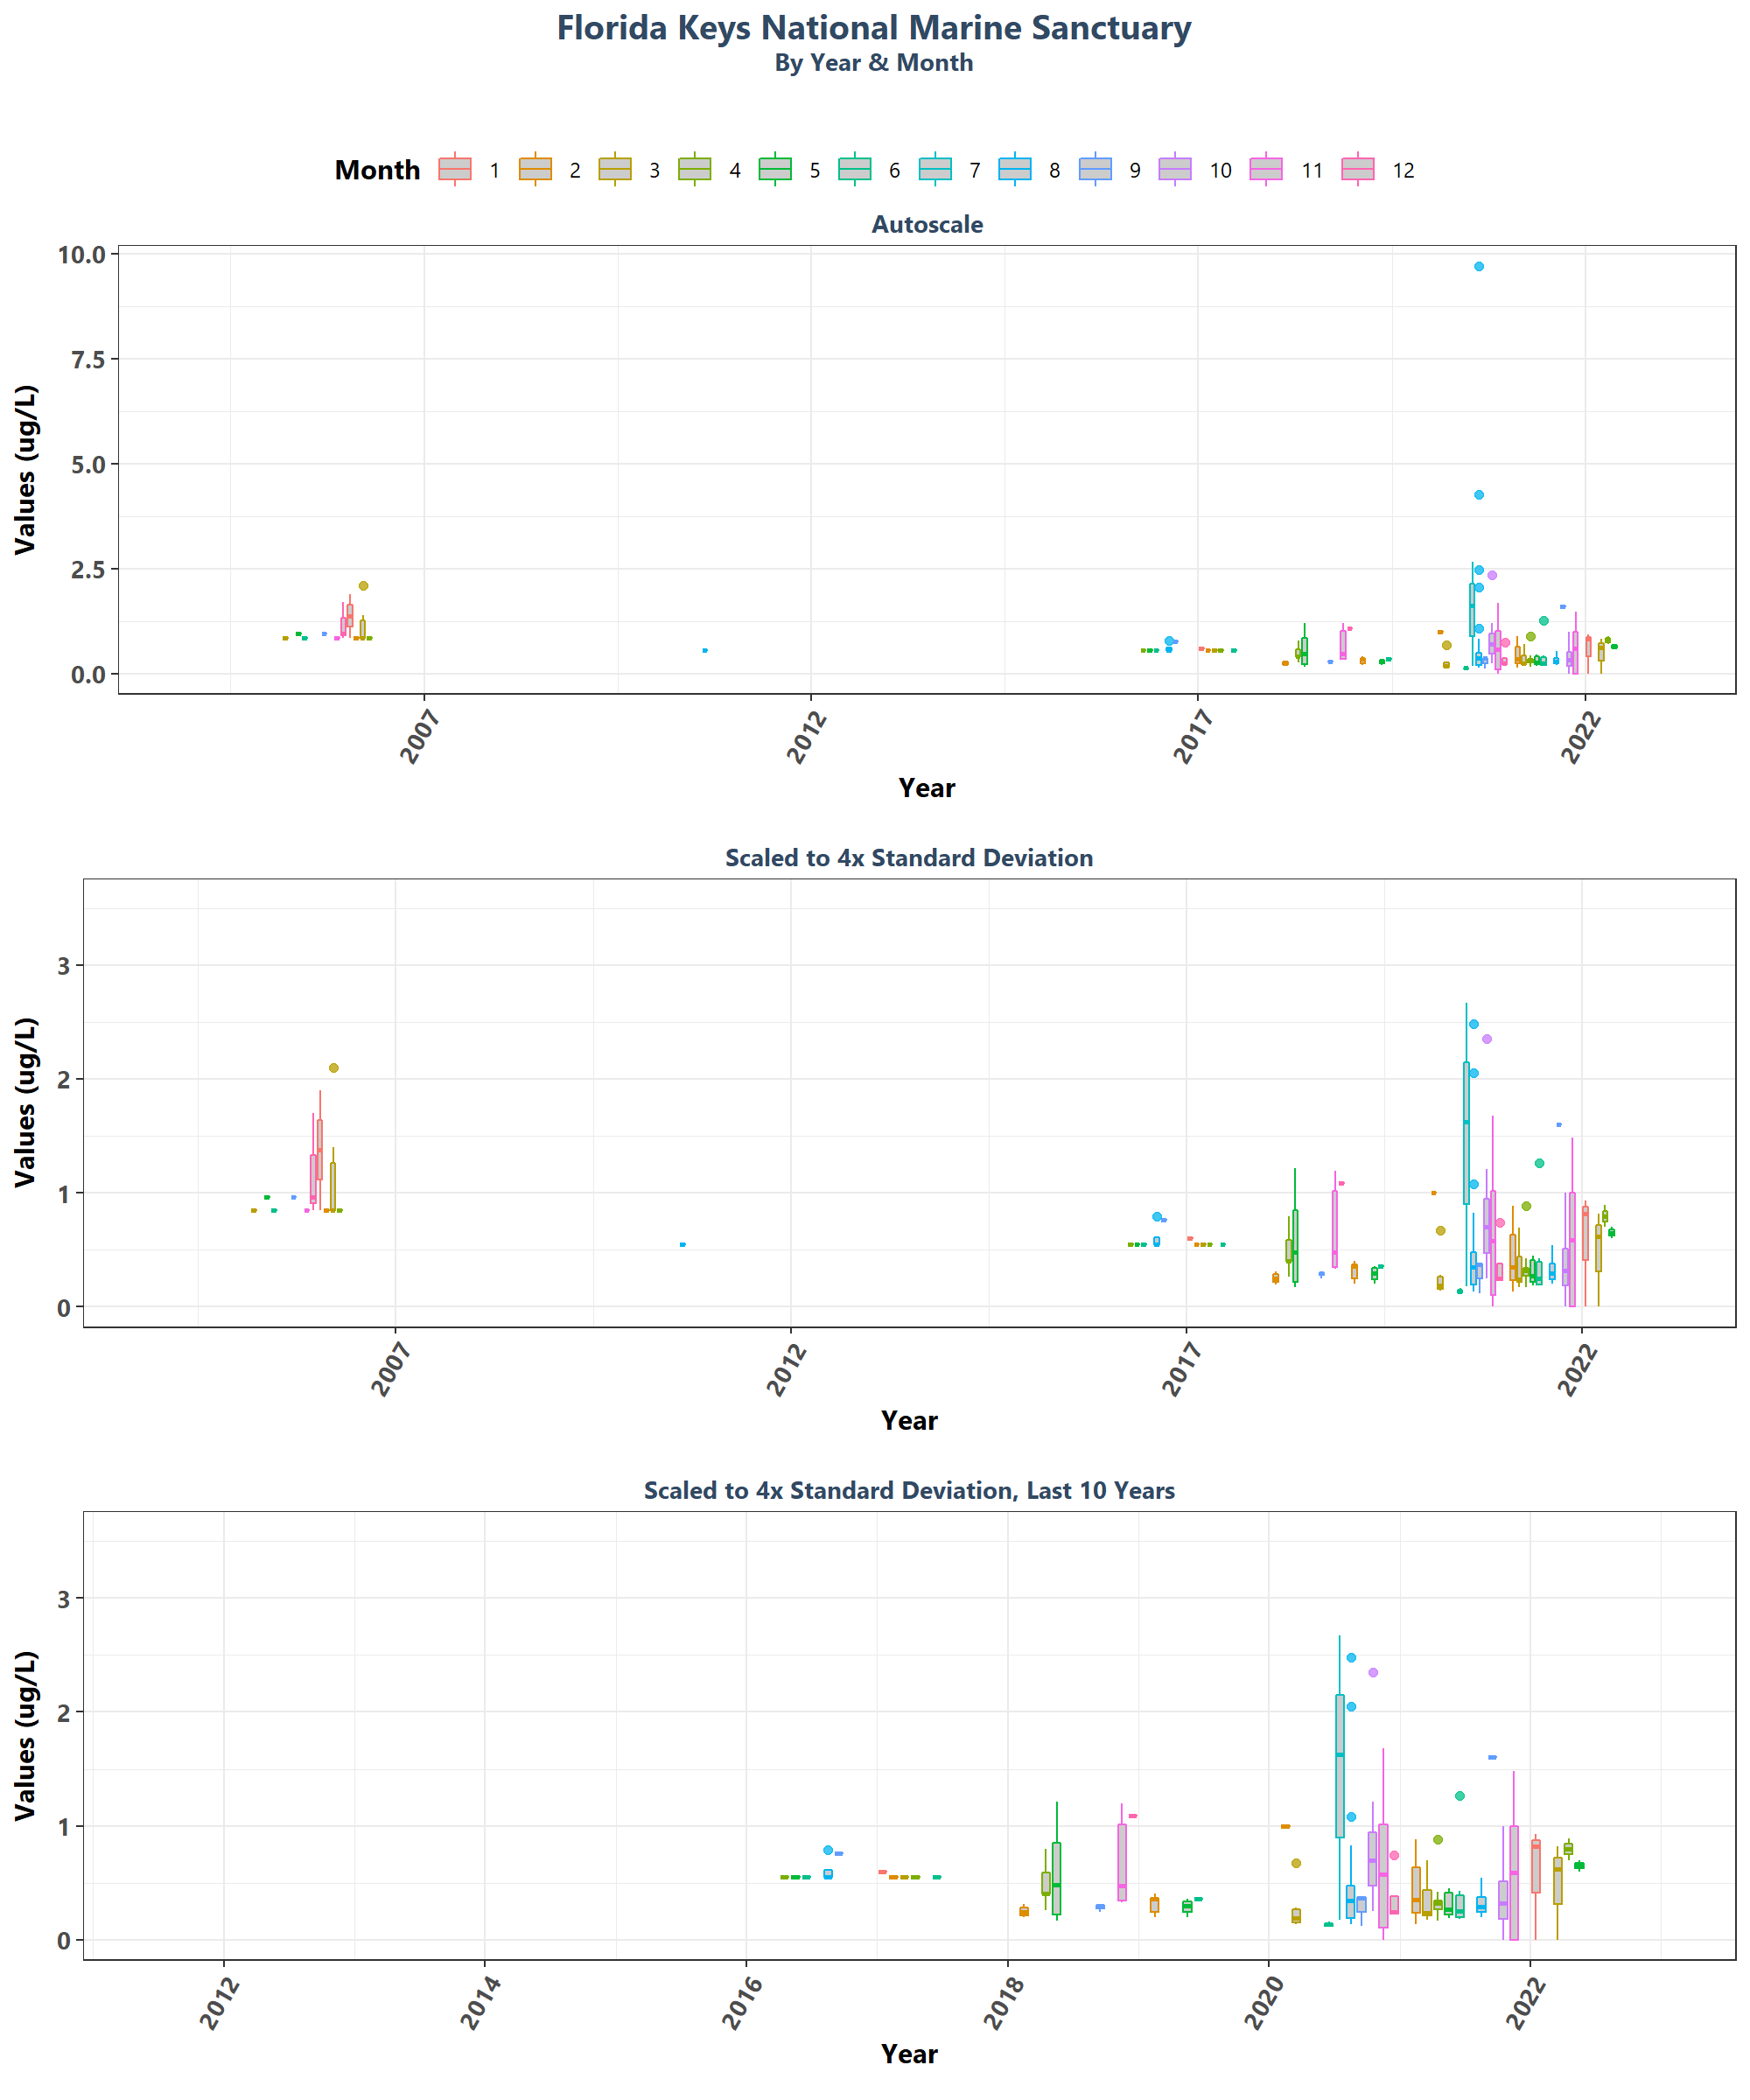 Florida Keys National Marine Sanctuary
By Year & Month
Month 1 2 3 4 5 6 7 8 9 10 11 12
Autoscale
10.0
7.5
5.0
2.5
0.0
Values (ug/L)
2007 2012 2017 2022
Year
Scaled to 4x Standard Deviation
3
2
1
0
Values (ug/L)
2007 2012 2017 2022
Year
Scaled to 4x Standard Deviation, Last 10 Years
3
2
1
0
Values (ug/L)
2012 2014 2016 2018 2020 2022
Year